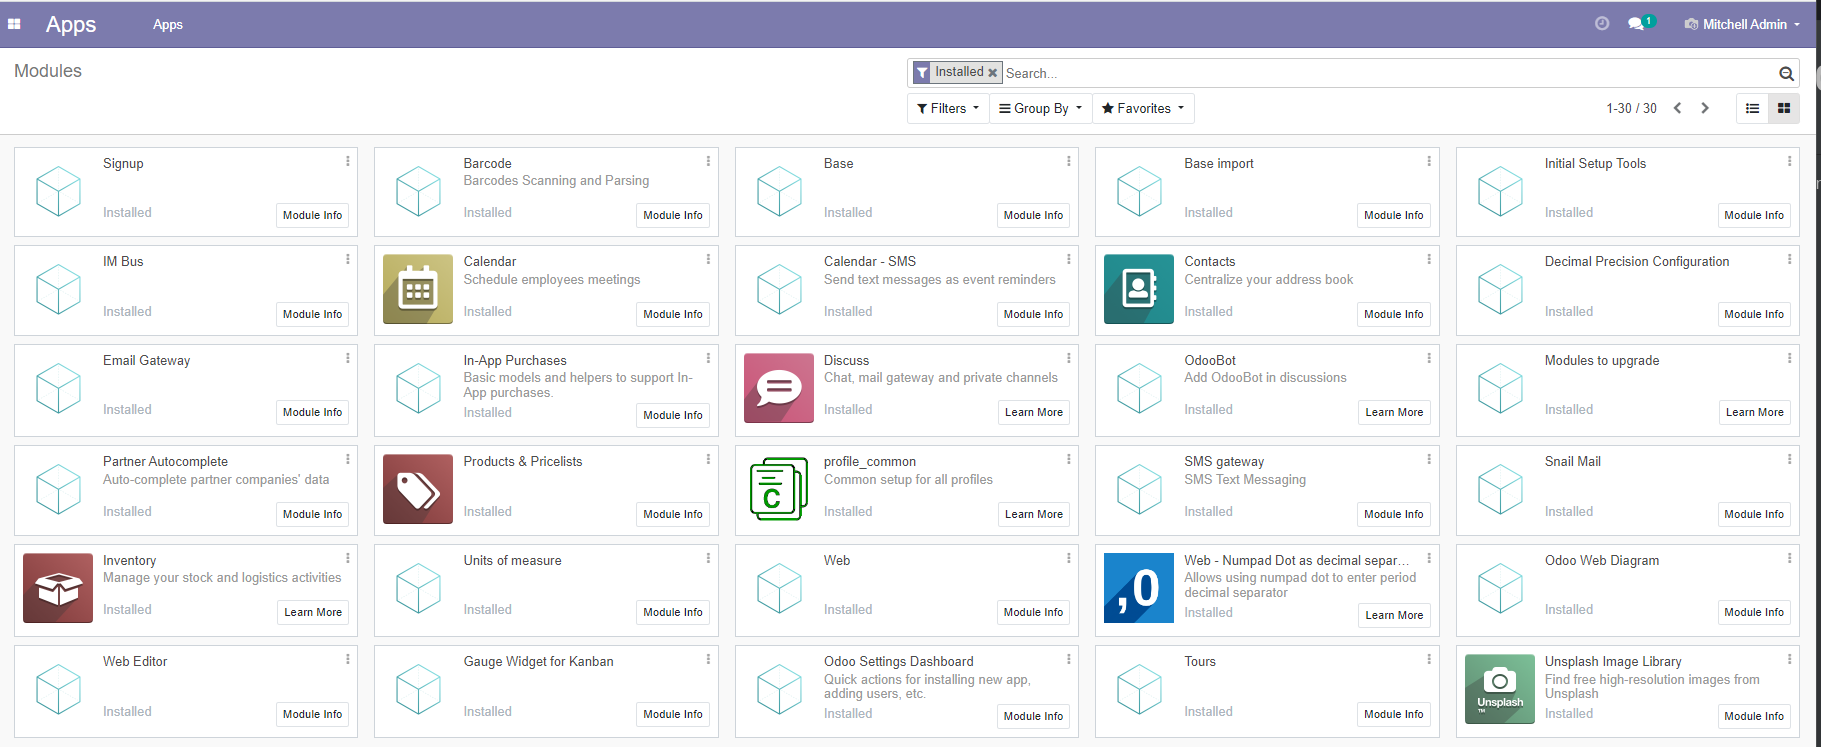 Apps Apps 1 Mitchell Admin
Modules Installed Search...
Filters Group By Favorites 1-30 / 30
Signup
Installed Module Info
Barcode
Barcodes Scanning and Parsing
Installed Module Info
Base
Installed Module Info
Base import
Installed Module Info
Initial Setup Tools
Installed Module Info
IM Bus
Installed Module Info
Calendar
Schedule employees meetings
Installed Module Info
Calendar - SMS
Send text messages as event reminders
Installed Module Info
Contacts
Centralize your address book
Installed Module Info
Decimal Precision Configuration
Installed Module Info
Email Gateway
Installed Module Info
In-App Purchases
Basic models and helpers to support In-
App purchases.
Installed Module Info
Discuss
Chat, mail gateway and private channels
Installed Learn More
OdooBot
Add OdooBot in discussions
Installed Learn More
Modules to upgrade
Installed Learn More
Partner Autocomplete
Auto-complete partner companies' data
Installed Module Info
Products & Pricelists
Installed Module Info
C
profile_common
Common setup for all profiles
Installed Learn More
SMS gateway
SMS Text Messaging
Installed Module Info
Snail Mail
Installed Module Info
Inventory
Manage your stock and logistics activities
Installed Learn More
Units of measure
Installed Module Info
Web
Installed Module Info
,0
Web - Numpad Dot as decimal separ...
Allows using numpad dot to enter period
decimal separator
Installed Learn More
Odoo Web Diagram
Installed Module Info
Web Editor
Installed Module Info
Gauge Widget for Kanban
Installed Module Info
Odoo Settings Dashboard
Quick actions for installing new app,
adding users, etc.
Installed Module Info
Tours
Installed Module Info
Unsplash
TM
Unsplash Image Library
Find free high-resolution images from
Unsplash
Installed Module Info